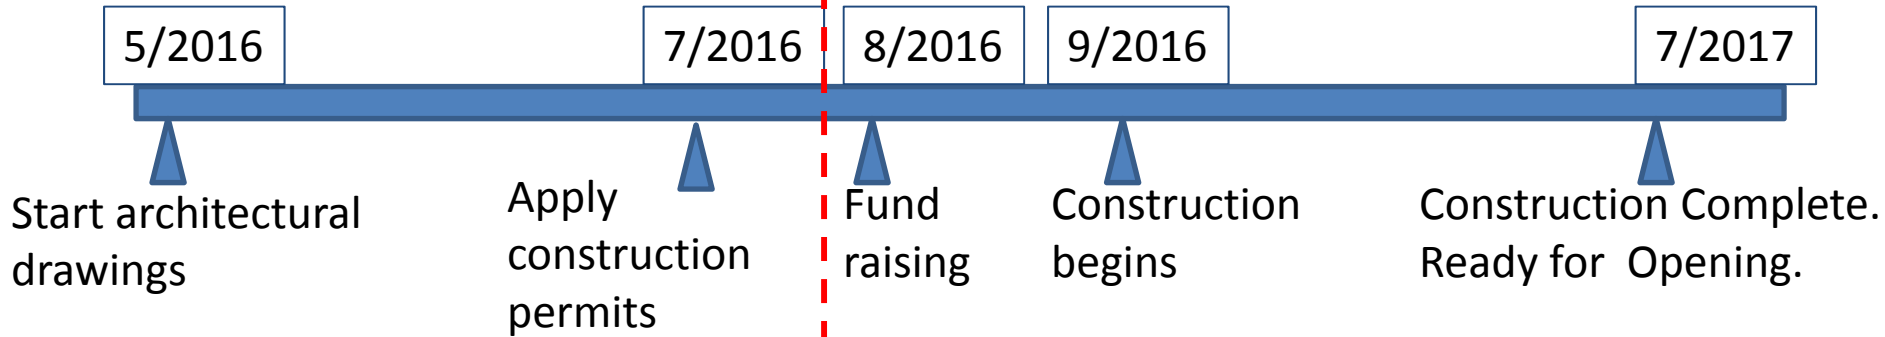 5/2016
7/2016
8/2016
9/2016
7/2017
Start architectural
drawings
Apply
construction
permits
Fund
raising
Construction
begins
Construction Complete.
Ready for  Opening.